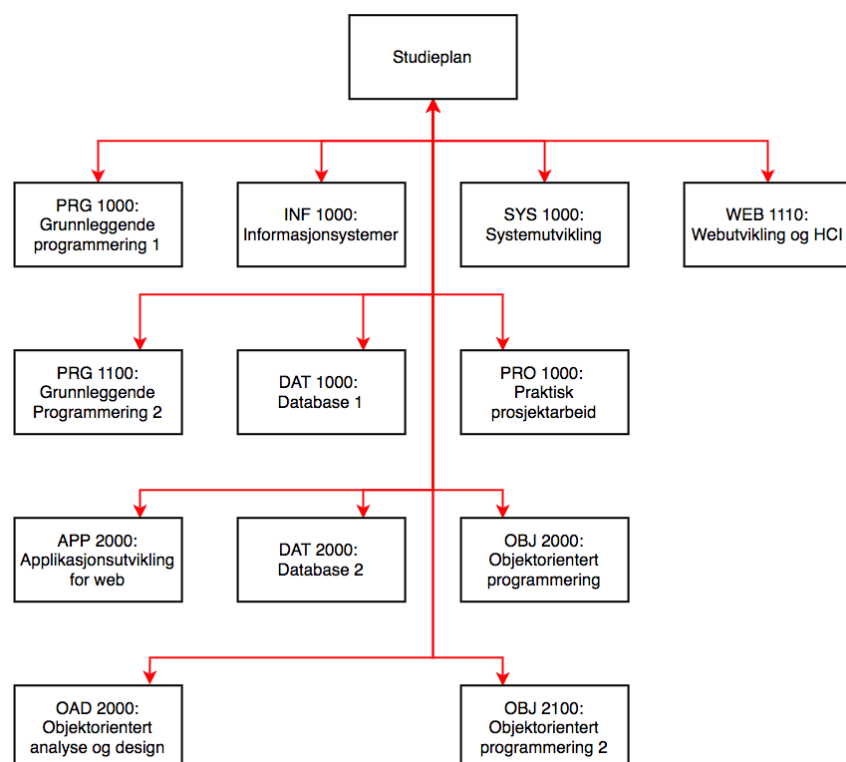 Studieplan
PRG 1000:
Grunnleggende
programmering 1
INF 1000:
Informasjonsystemer
SYS 1000:
Systemutvikling
WEB 1110:
Webutvikling og HCI
PRG 1100:
Grunnleggende
Programmering 2
DAT 1000:
Database 1
PRO 1000:
Praktisk
prosjektarbeid
APP 2000:
Applikasjonsutvikling
for web
DAT 2000:
Database 2
OBJ 2000:
Objektorientert
programmering
OAD 2000:
Objektorientert
analyse og design
OBJ 2100:
Objektorientert
programmering 2